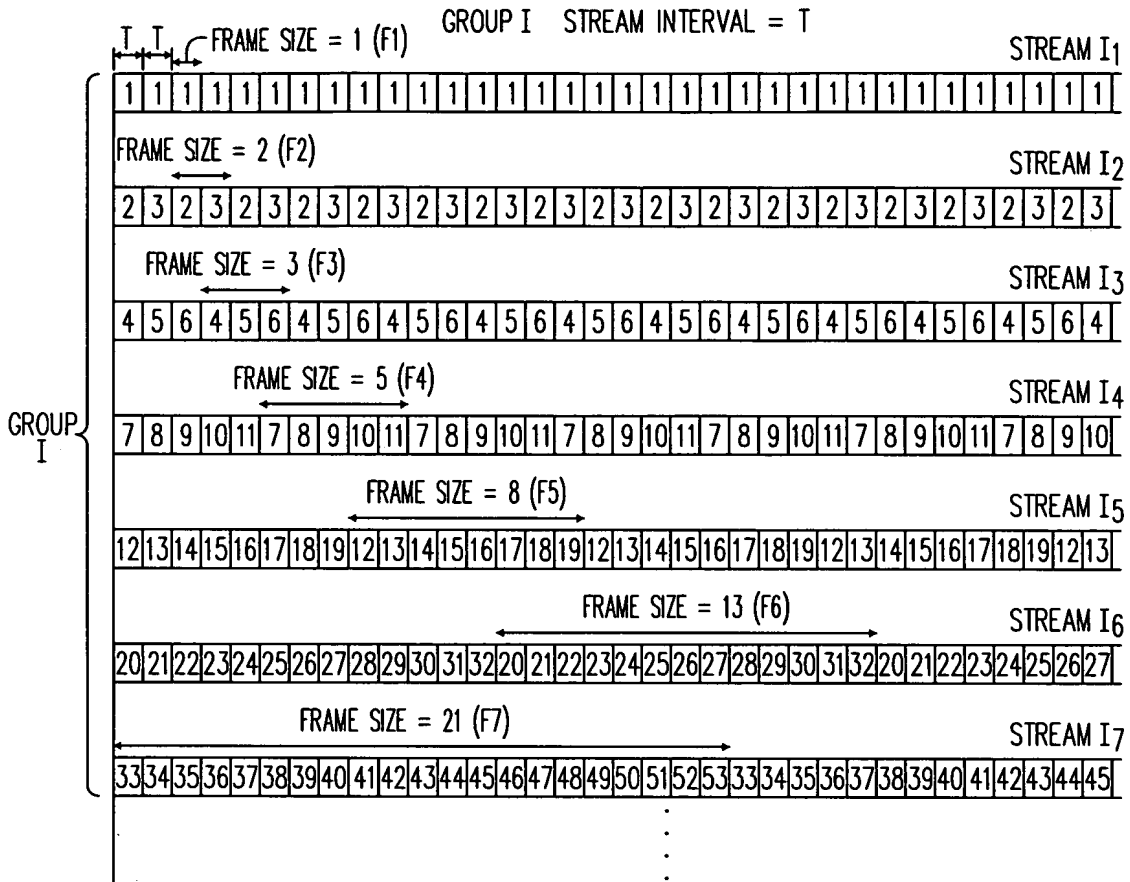 GROUP I STREAM INTERVAL = T
T T FRAME SIZE = 1 (F1)
STREAM I1
1 1 1 1 1 1 1 1 1 1 1 1 1 1 1 1 1 1 1 1 1 1 1 1 1 1 1 1 1 1 1 1 1 1
FRAME SIZE = 2 (F2)
STREAM I2
2 3 2 3 2 3 2 3 2 3 2 3 2 3 2 3 2 3 2 3 2 3 2 3 2 3 2 3 2 3 2 3 2 3
FRAME SIZE = 3 (F3)
STREAM I3
4 5 6 4 5 6 4 5 6 4 5 6 4 5 6 4 5 6 4 5 6 4 5 6 4 5 6 4 5 6 4 5 6 4
FRAME SIZE = 5 (F4)
STREAM I4
GROUP
I
7 8 9 10 11 7 8 9 10 11 7 8 9 10 11 7 8 9 10 11 7 8 9 10 11 7 8 9 10 11 7 8 9 10
FRAME SIZE = 8 (F5)
STREAM I5
12 13 14 15 16 17 18 19 12 13 14 15 16 17 18 19 12 13 14 15 16 17 18 19 12 13 14 15 16 17 18 19 12 13
FRAME SIZE = 13 (F6)
STREAM I6
20 21 22 23 24 25 26 27 28 29 30 31 32 20 21 22 23 24 25 26 27 28 29 30 31 32 20 21 22 23 24 25 26 27
FRAME SIZE = 21 (F7)
STREAM I7
33 34 35 36 37 38 39 40 41 42 43 44 45 46 47 48 49 50 51 52 53 33 34 35 36 37 38 39 40 41 42 43 44 45